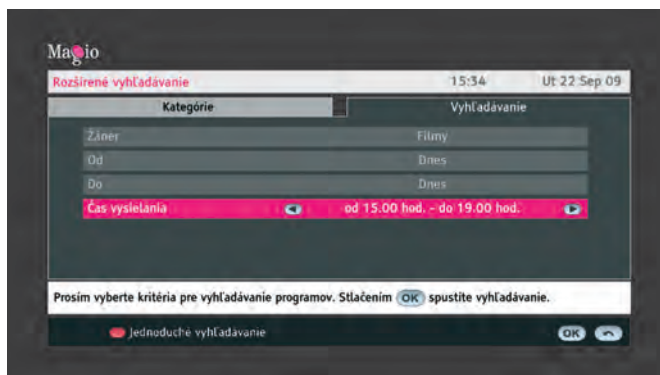 Magio
Rozšírené vyhľadávanie 15:34 Ut 22 Sep 09
Kategórie Vyhľadávanie
Žáner Filmy
Od Dnes
Do Dnes
Čas vysielania od 15.00 hod. - do 19.00 hod.
Prosím vyberte kritéria pre vyhľadávanie programov. Stlačením OK spustíte vyhľadávanie.
Jednoduché vyhľadávanie OK